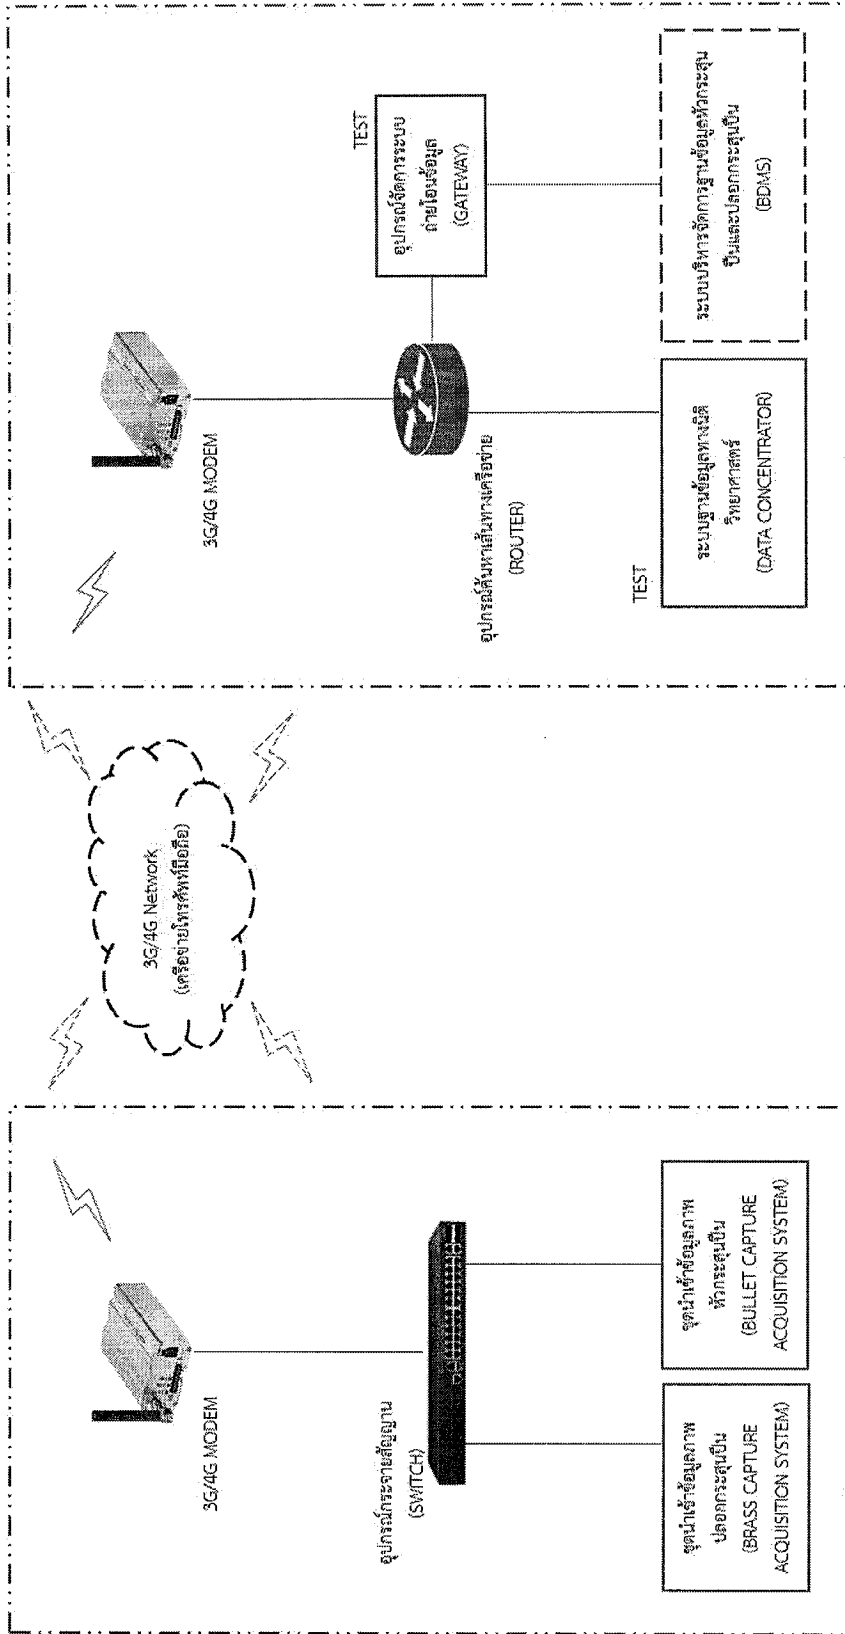 3G/4G MODEM
อุปกรณ์กระจายสัญญาณ
(SWITCH)
ชุดนำเข้าข้อมูลภาพ
ปลอกกระสุนปืน
(BRASS CAPTURE
ACQUISITION SYSTEM)
ชุดนำเข้าข้อมูลภาพ
หัวกระสุนปืน
(BULLET CAPTURE
ACQUISITION SYSTEM)
3G/4G Network
(เครือข่ายโทรศัพท์มือถือ)
3G/4G MODEM
อุปกรณ์ค้นหาเส้นทางเครือข่าย
(ROUTER)
TEST
อุปกรณ์จัดการระบบ
ถ่ายโอนข้อมูล
(GATEWAY)
TEST
ระบบฐานข้อมูลทางนิติ
วิทยาศาสตร์
(DATA CONCENTRATOR)
ระบบบริหารจัดการฐานข้อมูลหัวกระสุน
ปืนและปลอกกระสุนปืน
(BDMS)